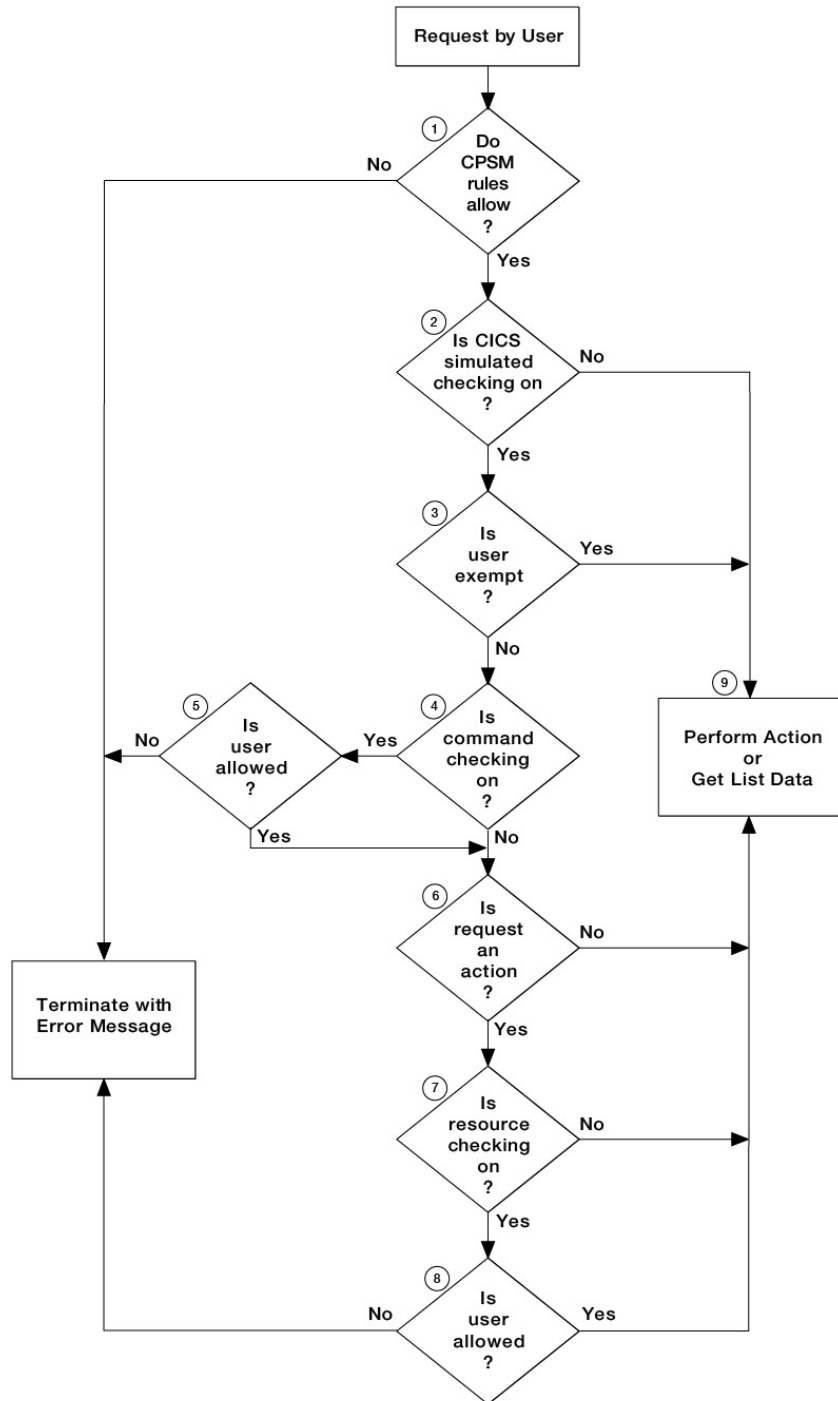 Request by User
1
Do
CPSM
rules
allow
?
No
Yes
2
Is CICS
simulated
checking on
?
No
Yes
3
Is
user
exempt
?
Yes
No
9
Perform Action
or
Get List Data
4
Is
command
checking
on
?
Yes
No
5
Is
user
allowed
?
No
Yes
6
Is
request
an
action
?
No
Yes
Terminate with
Error Message
7
Is
resource
checking
on
?
No
Yes
8
Is
user
allowed
?
No
Yes